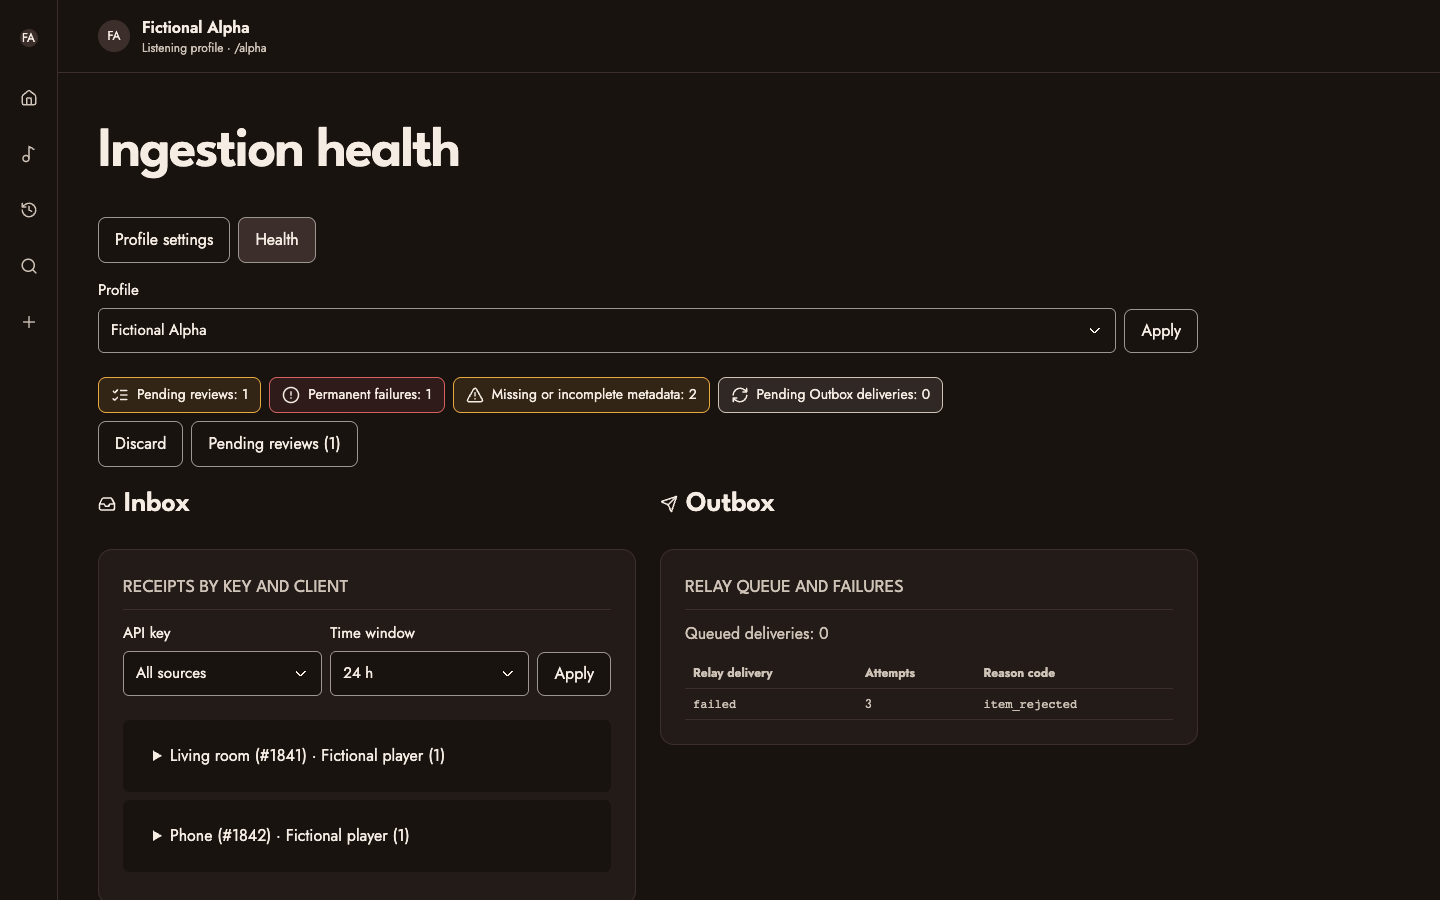 FA
FA
Fictional Alpha
Listening profile · /alpha
Ingestion health
Profile settings
Health
Profile
Fictional Alpha
Apply
Pending reviews: 1
Permanent failures: 1
Missing or incomplete metadata: 2
Pending Outbox deliveries: 0
Discard
Pending reviews (1)
Inbox
RECEIPTS BY KEY AND CLIENT
API key
Time window
All sources
24 h
Apply
Living room (#1841) · Fictional player (1)
Phone (#1842) · Fictional player (1)
Outbox
RELAY QUEUE AND FAILURES
Queued deliveries: 0
Relay delivery Attempts Reason code
failed 3 item_rejected